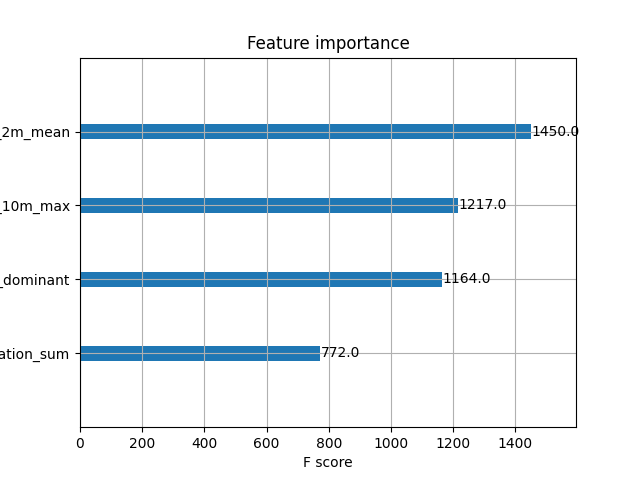 Feature importance
_2m_mean
1450.0
_10m_max
1217.0
_dominant
1164.0
ation_sum
772.0
0 200 400 600 800 1000 1200 1400
F score